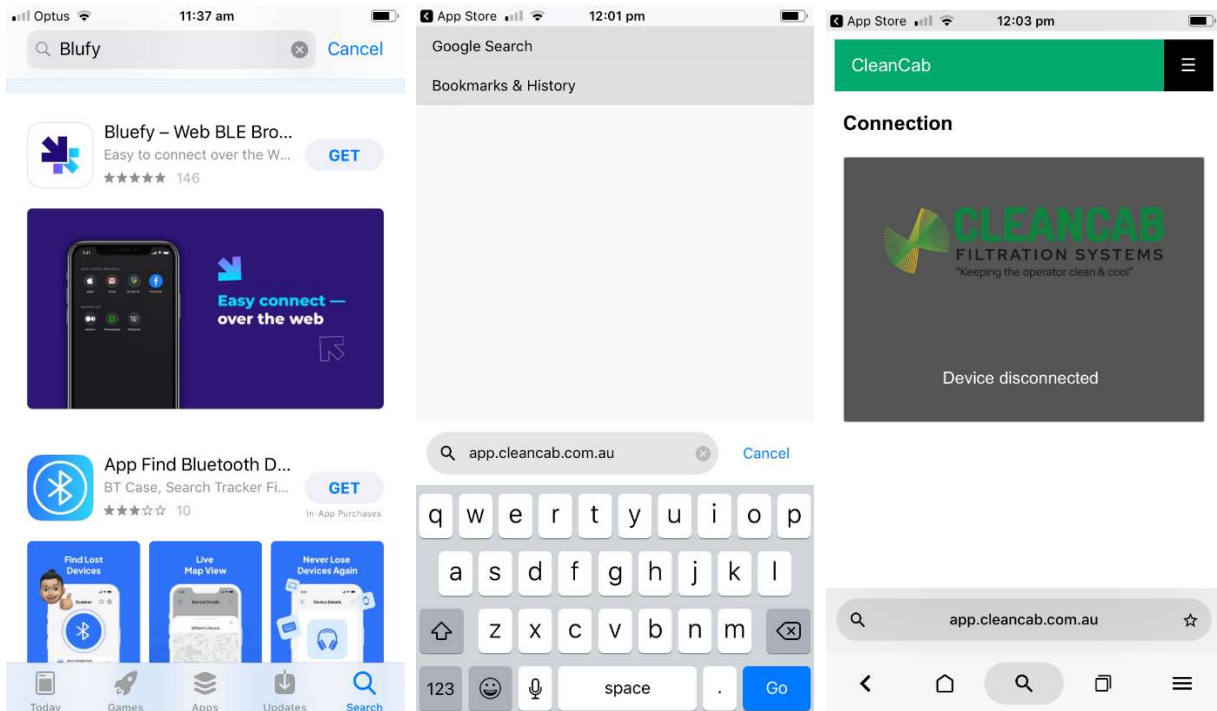 Optus 11:37 am
Blufy Cancel
Bluefy – Web BLE Bro...
Easy to connect over the W...
GET
146
Easy connect —
over the web
App Find Bluetooth D...
BT Case, Search Tracker Fi...
GET
10
In-App Purchases
Find Lost
Devices
Live
Map View
Never Lose
Devices Again
Today Games Apps Updates Search
App Store 12:01 pm
Google Search
Bookmarks & History
app.cleancab.com.au Cancel
q w e r t y u i o p
a s d f g h j k l
z x c v b n m
123 space . Go
App Store 12:03 pm
CleanCab
Connection
CLEANCAB
FILTRATION SYSTEMS
"Keeping the operator clean & cool"
Device disconnected
app.cleancab.com.au